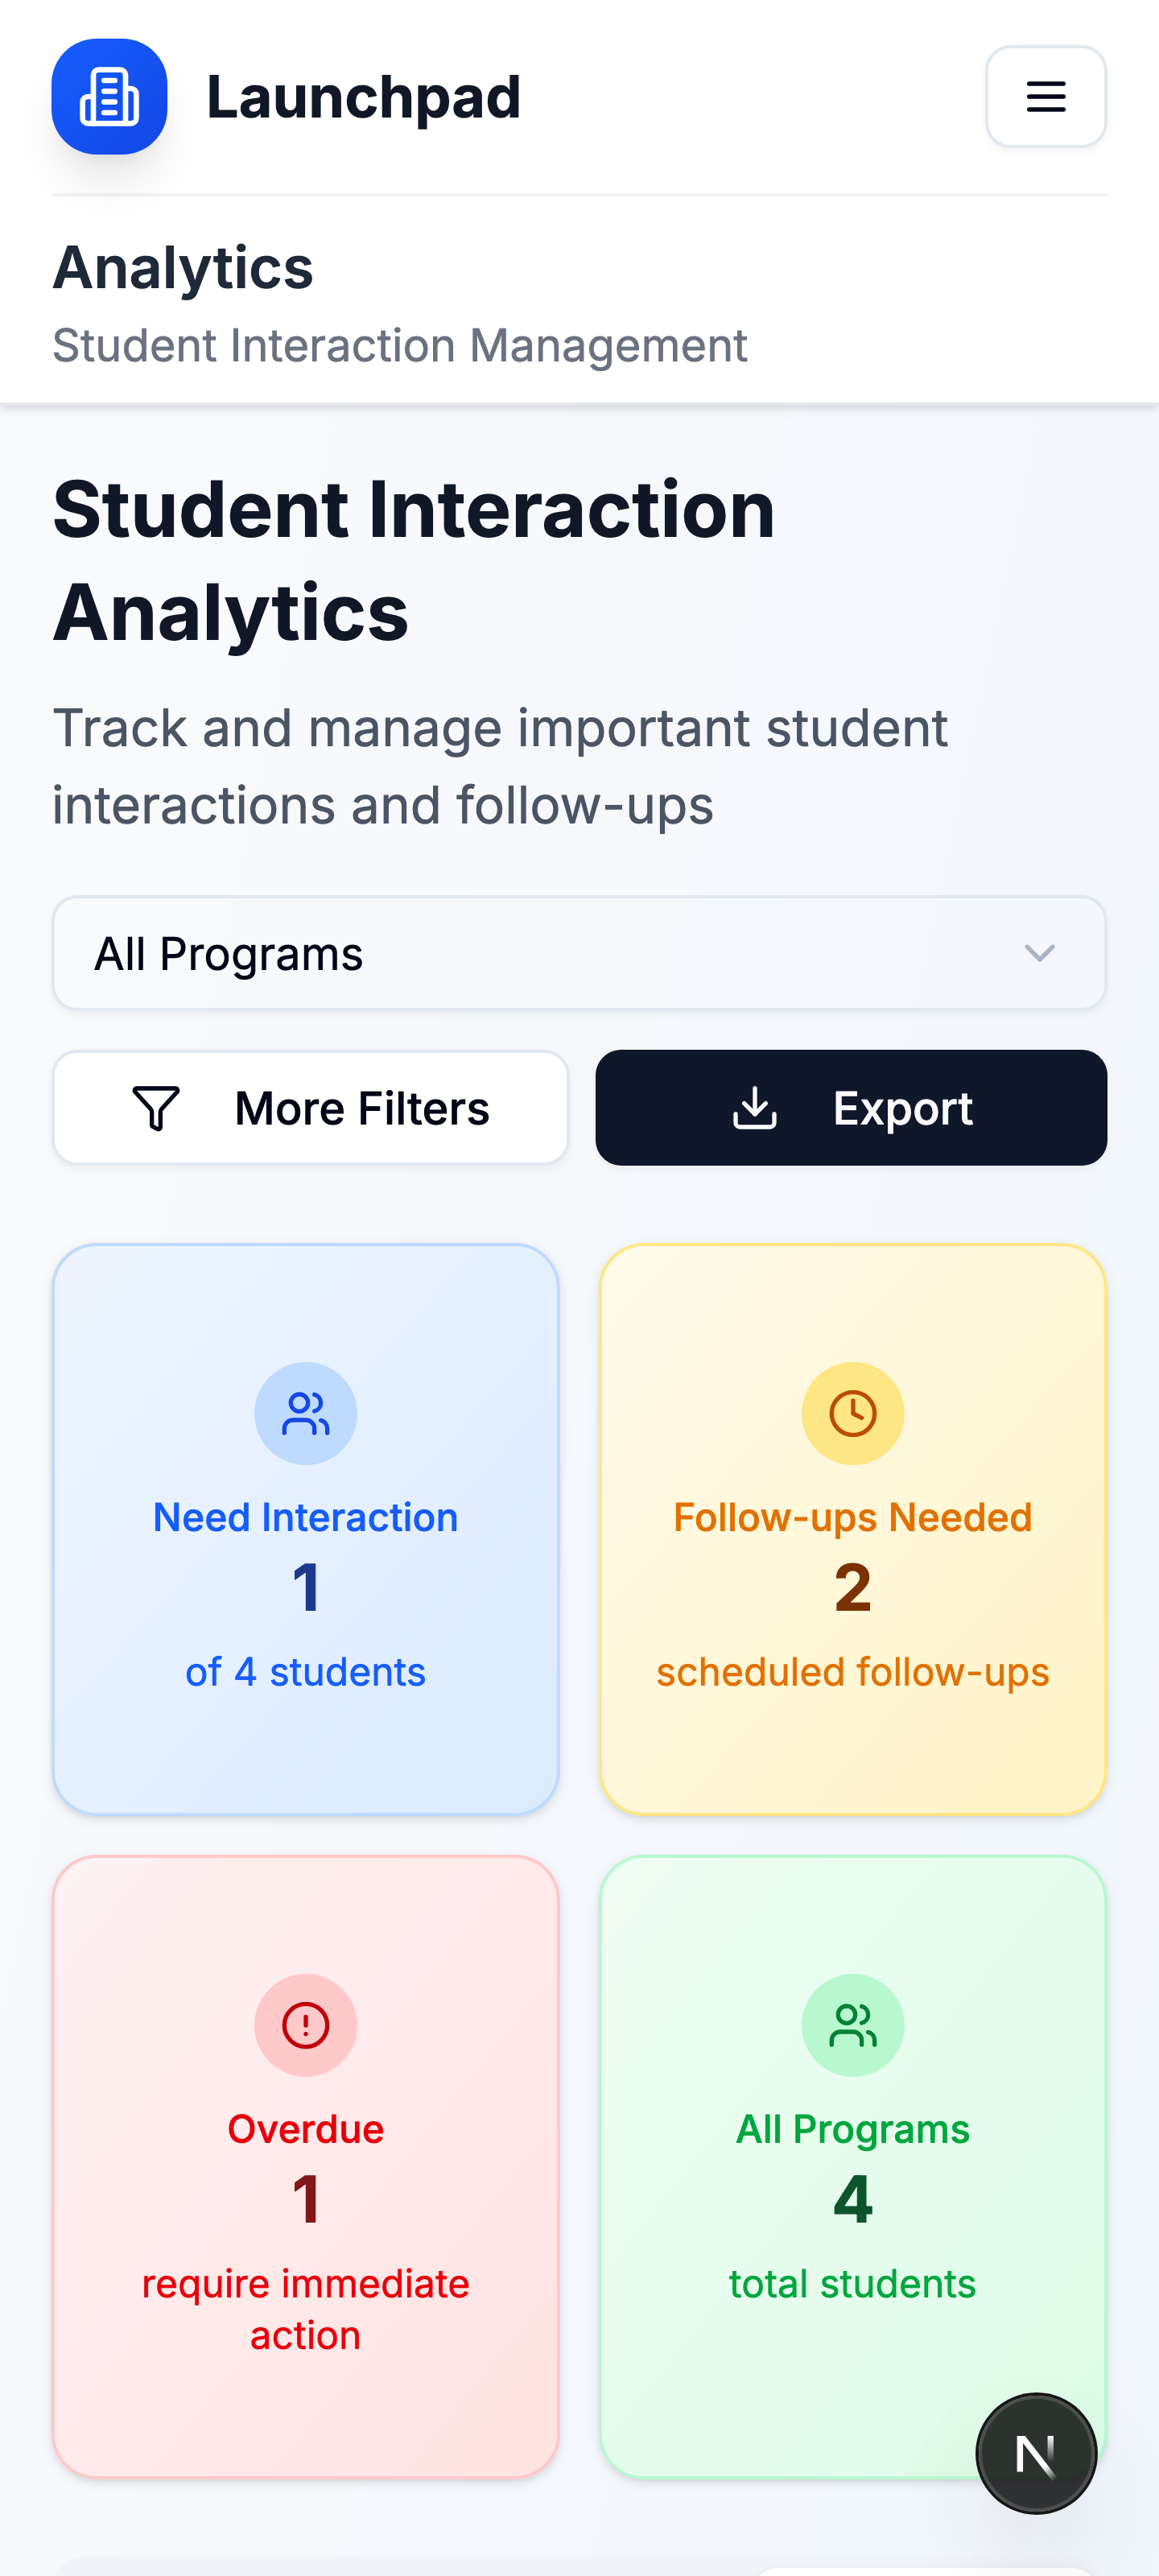 Launchpad
Analytics
Student Interaction Management
Student Interaction
Analytics
Track and manage important student
interactions and follow-ups
All Programs
More Filters
Export
Need Interaction
1
of 4 students
Follow-ups Needed
2
scheduled follow-ups
Overdue
1
require immediate
action
All Programs
4
total students
N